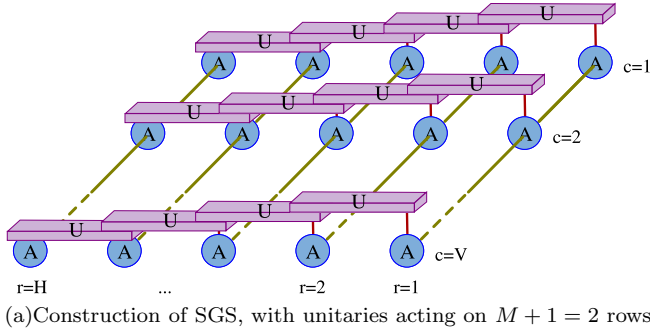 U U U U
A A A A A c=1
U U U U
A A A A A c=2
U U U U
A A A A A c=V
r=H ... r=2 r=1
(a)Construction of SGS, with unitaries acting on M + 1 = 2 rows